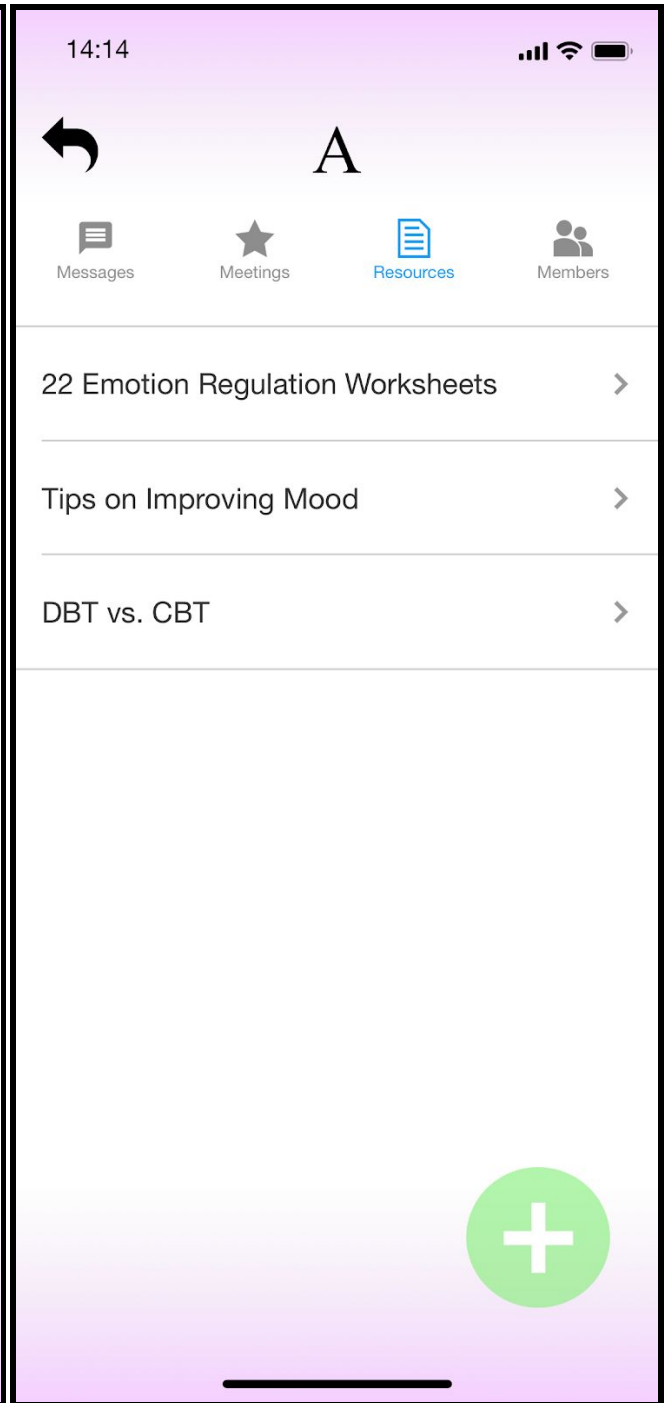 14:14
A
Messages Meetings Resources Members
22 Emotion Regulation Worksheets
Tips on Improving Mood
DBT vs. CBT